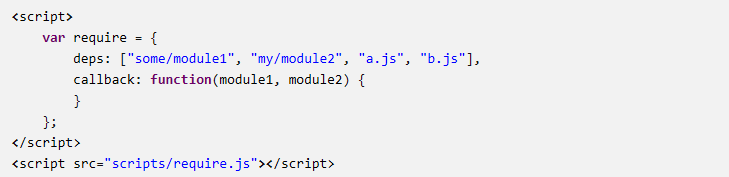 <script>
    var require = {
        deps: ["some/module1", "my/module2", "a.js", "b.js"],
        callback: function(module1, module2) {
        }
    };
</script>
<script src="scripts/require.js"></script>